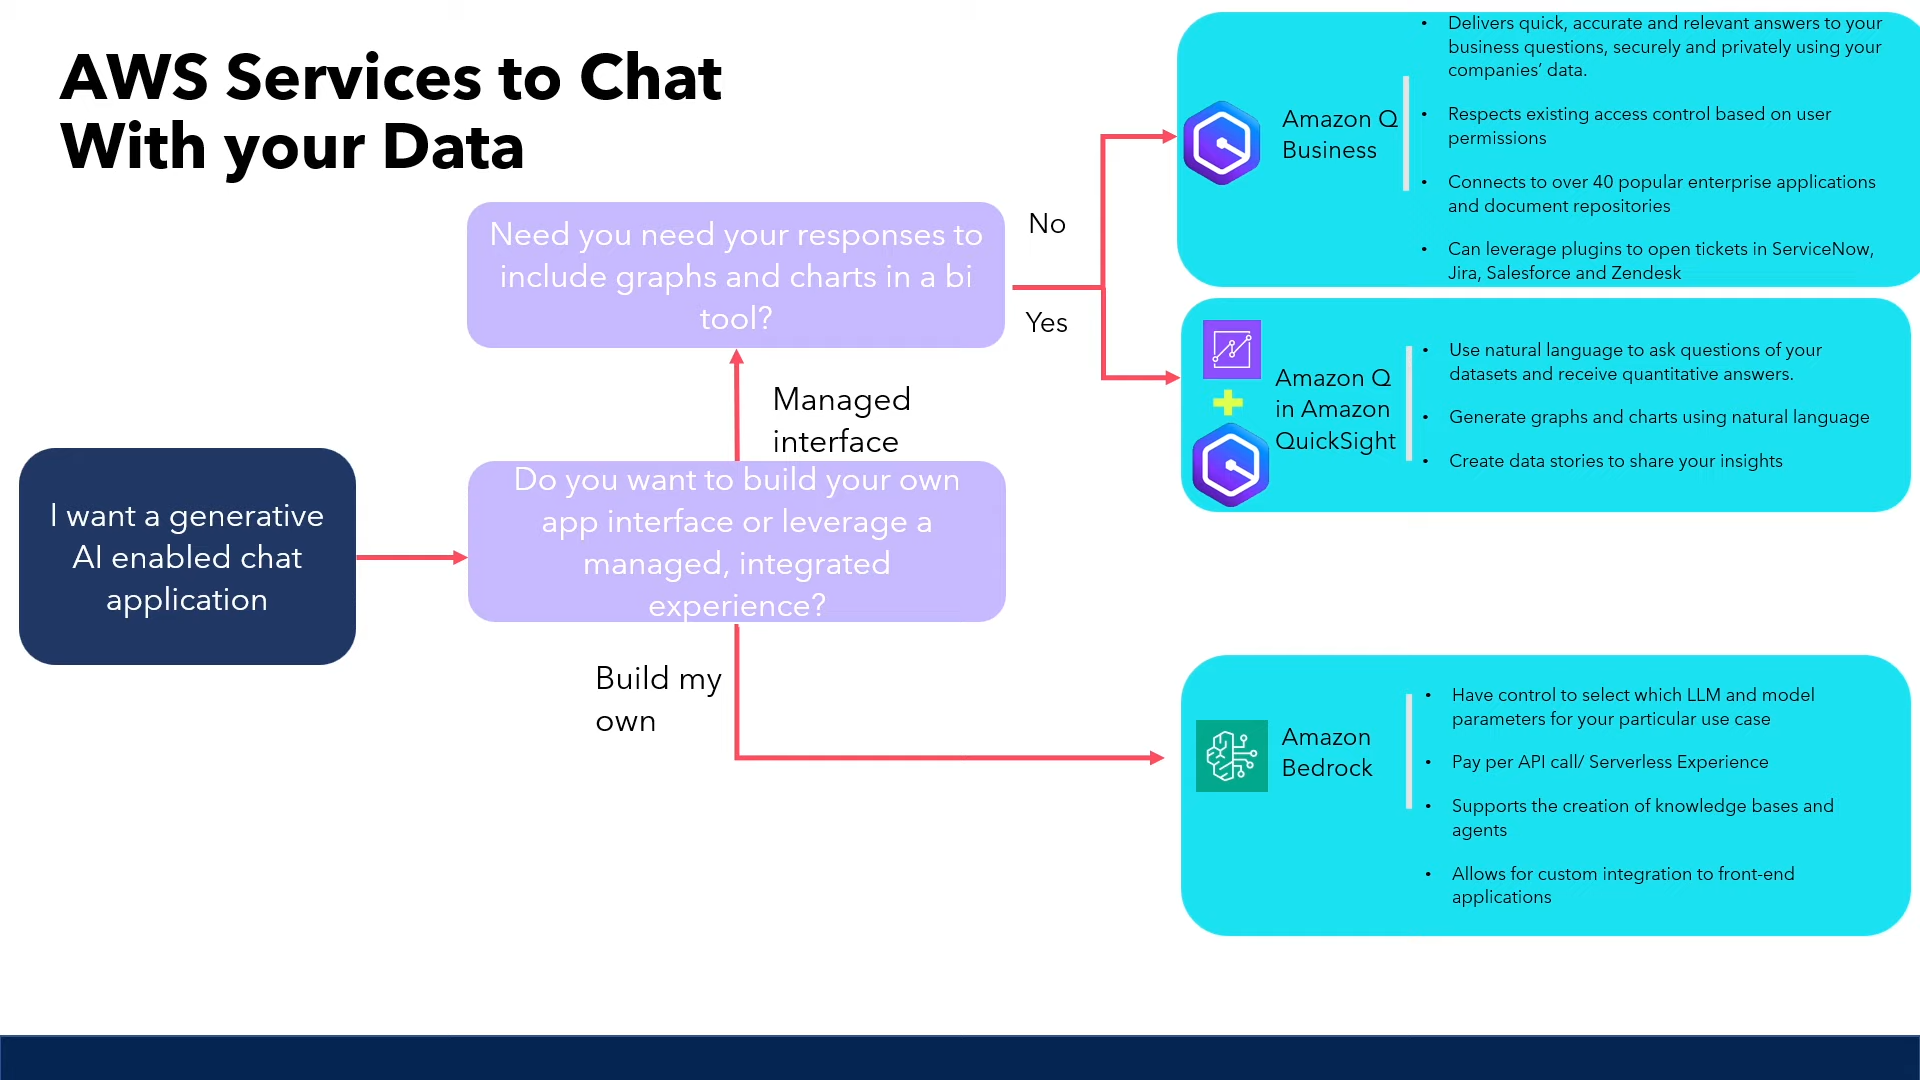 AWS Services to Chat
With your Data
I want a generative
AI enabled chat
application
Do you want to build your own
app interface or leverage a
managed, integrated
experience?
Managed
interface
Need you need your responses to
include graphs and charts in a bi
tool?
No
Yes
Build my
own
Amazon Q
Business
• Delivers quick, accurate and relevant answers to your
business questions, securely and privately using your
companies’ data.
• Respects existing access control based on user
permissions
• Connects to over 40 popular enterprise applications
and document repositories
• Can leverage plugins to open tickets in ServiceNow,
Jira, Salesforce and Zendesk
Amazon Q
in Amazon
QuickSight
• Use natural language to ask questions of your
datasets and receive quantitative answers.
• Generate graphs and charts using natural language
• Create data stories to share your insights
Amazon
Bedrock
• Have control to select which LLM and model
parameters for your particular use case
• Pay per API call/ Serverless Experience
• Supports the creation of knowledge bases and
agents
• Allows for custom integration to front-end
applications